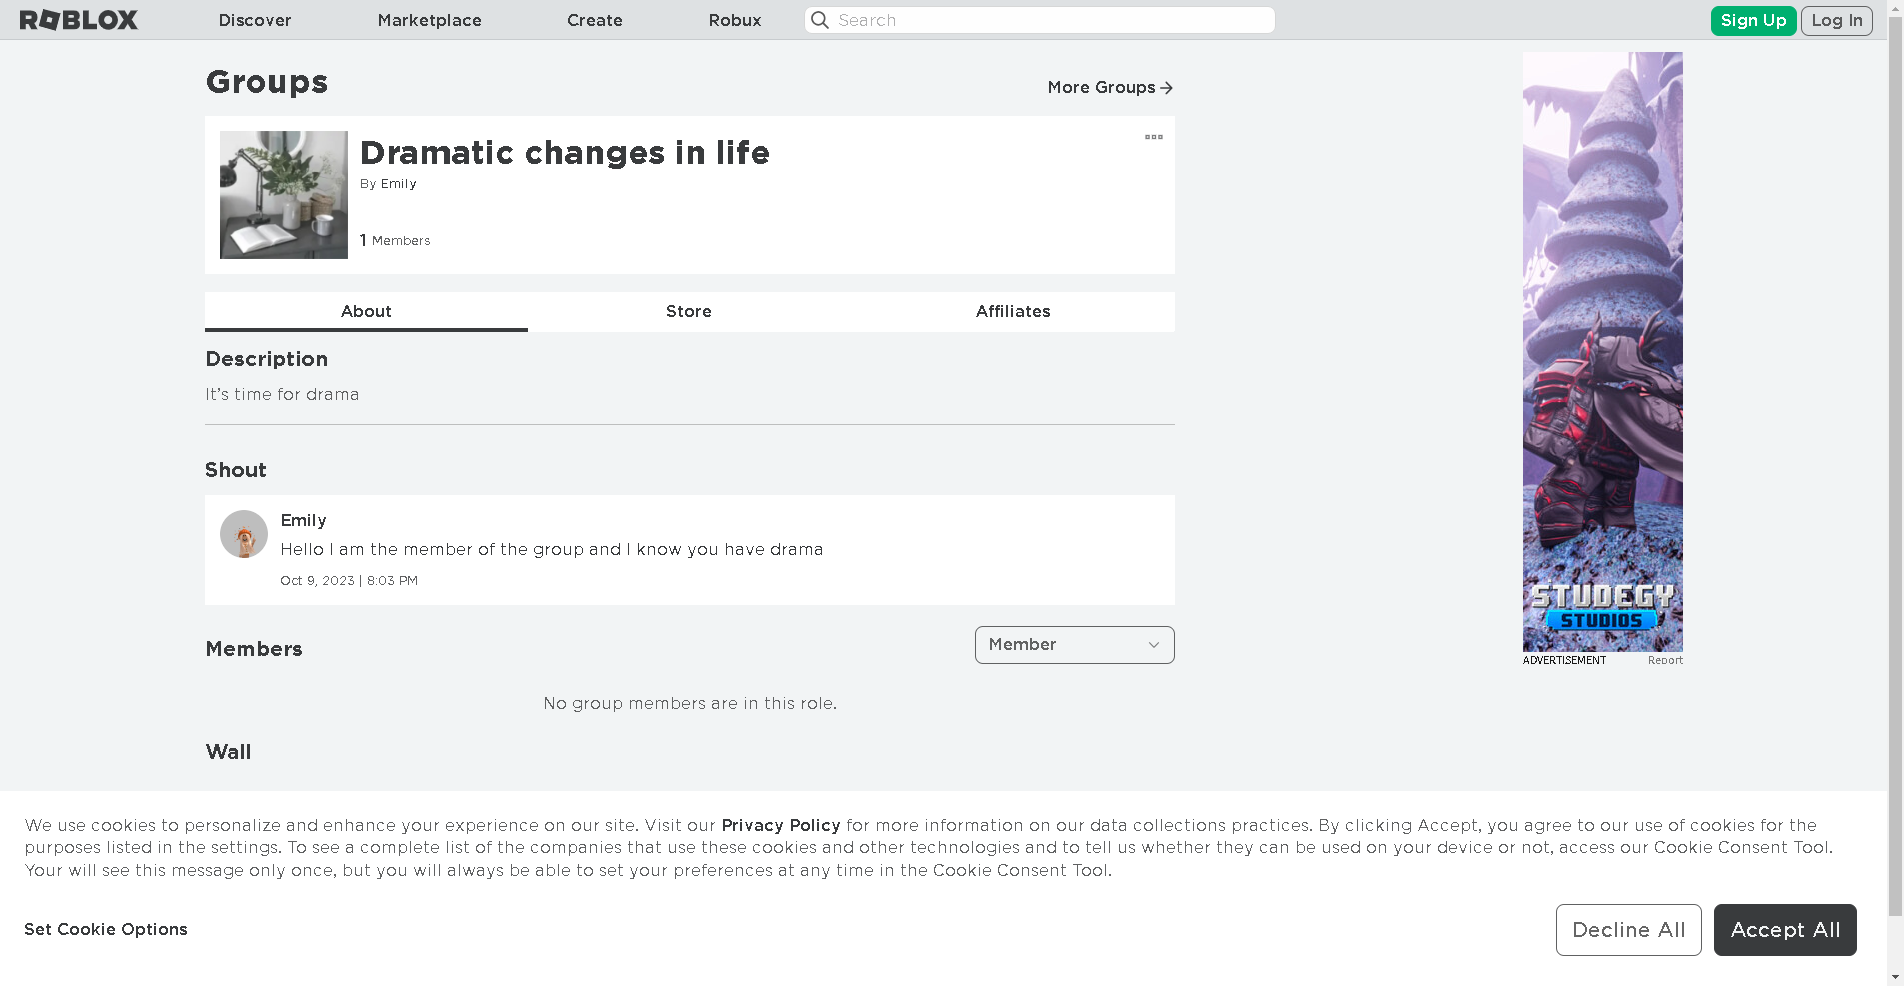 ROBLOX Discover Marketplace Create Robux Search Sign Up Log In
Groups
More Groups
Dramatic changes in life
By Emily
1 Members
About Store Affiliates
Description
It's time for drama
Shout
Emily
Hello I am the member of the group and I know you have drama
Oct 9, 2023 | 8:03 PM
Members
Member
No group members are in this role.
Wall
STUDEGY
STUDIOS
ADVERTISEMENT Report
We use cookies to personalize and enhance your experience on our site. Visit our Privacy Policy for more information on our data collections practices. By clicking Accept, you agree to our use of cookies for the
purposes listed in the settings. To see a complete list of the companies that use these cookies and other technologies and to tell us whether they can be used on your device or not, access our Cookie Consent Tool.
Your will see this message only once, but you will always be able to set your preferences at any time in the Cookie Consent Tool.
Set Cookie Options
Decline All
Accept All